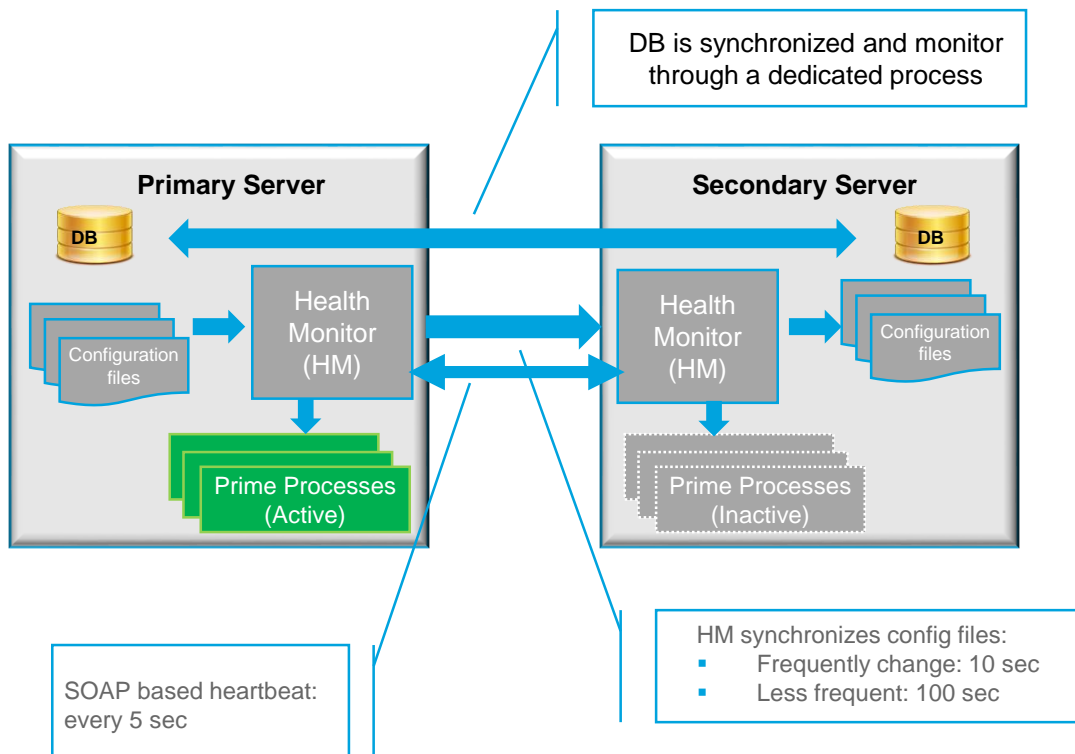 DB is synchronized and monitor
through a dedicated process
Primary Server
Secondary Server
DB
DB
Health
Monitor
(HM)
Health
Monitor
(HM)
Configuration
files
Configuration
files
Prime Processes
(Active)
Prime Processes
(Inactive)
SOAP based heartbeat:
every 5 sec
HM synchronizes config files:
▪ Frequently change: 10 sec
▪ Less frequent: 100 sec